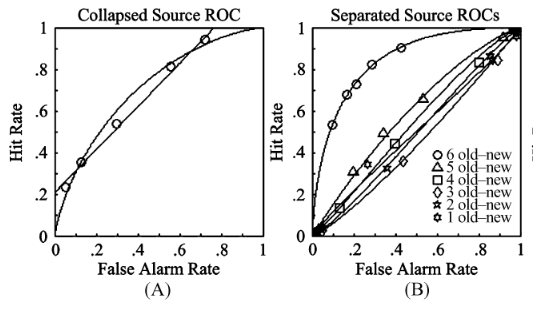 Collapsed Source ROC
1
.8
.6
.4
.2
0
Hit Rate
0 .2 .4 .6 .8 1
False Alarm Rate
(A)
Separated Source ROCs
1
.8
.6
.4
.2
0
Hit Rate
6 old–new
5 old–new
4 old–new
3 old–new
2 old–new
1 old–new
0 .2 .4 .6 .8 1
False Alarm Rate
(B)